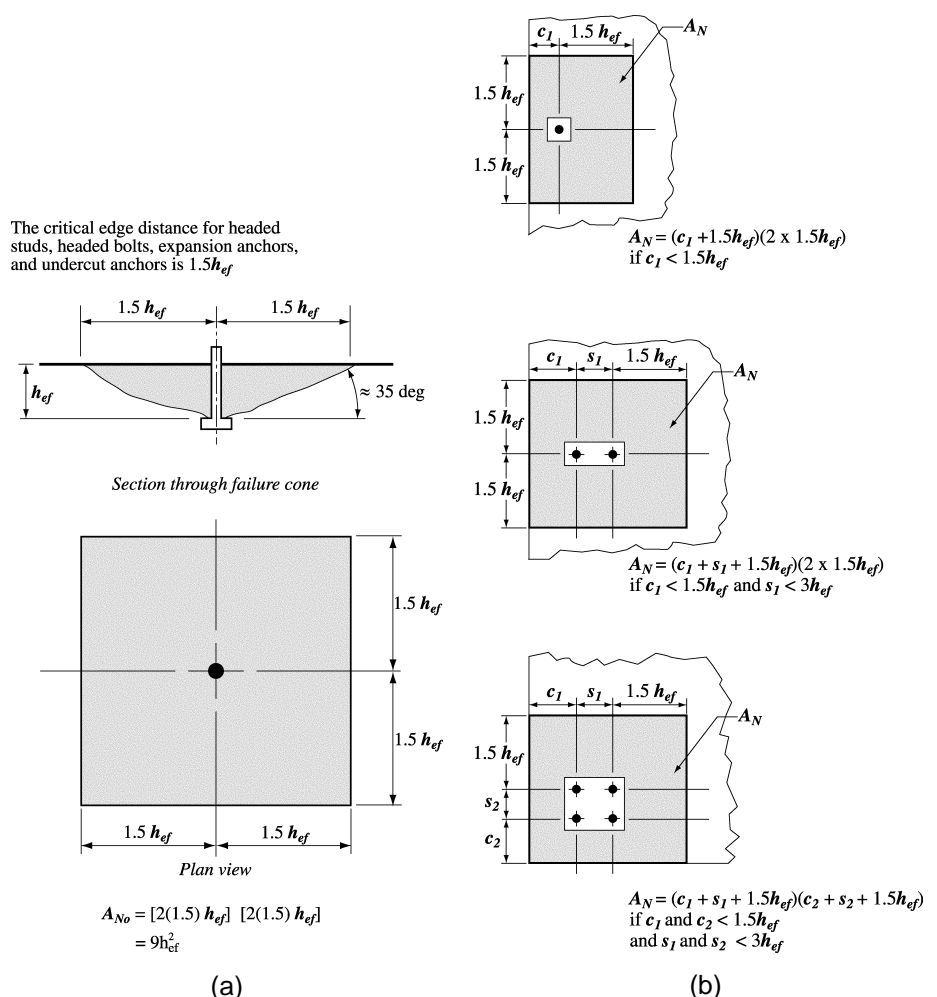 The critical edge distance for headed
studs, headed bolts, expansion anchors,
and undercut anchors is 1.5hef
1.5 hef
1.5 hef
hef
≈ 35 deg
Section through failure cone
1.5 hef
1.5 hef
1.5 hef
1.5 hef
Plan view
ANo = [2(1.5) hef] [2(1.5) hef]
= 9h²ef
(a)
c1
1.5 hef
AN
1.5 hef
1.5 hef
AN = (c1 +1.5hef)(2 x 1.5hef)
if c1 < 1.5hef
c1
s1
1.5 hef
AN
1.5 hef
1.5 hef
AN = (c1 + s1 + 1.5hef)(2 x 1.5hef)
if c1 < 1.5hef and s1 < 3hef
c1
s1
1.5 hef
AN
1.5 hef
s2
c2
AN = (c1 + s1 + 1.5hef)(c2 + s2 + 1.5hef)
if c1 and c2 < 1.5hef
and s1 and s2 < 3hef
(b)